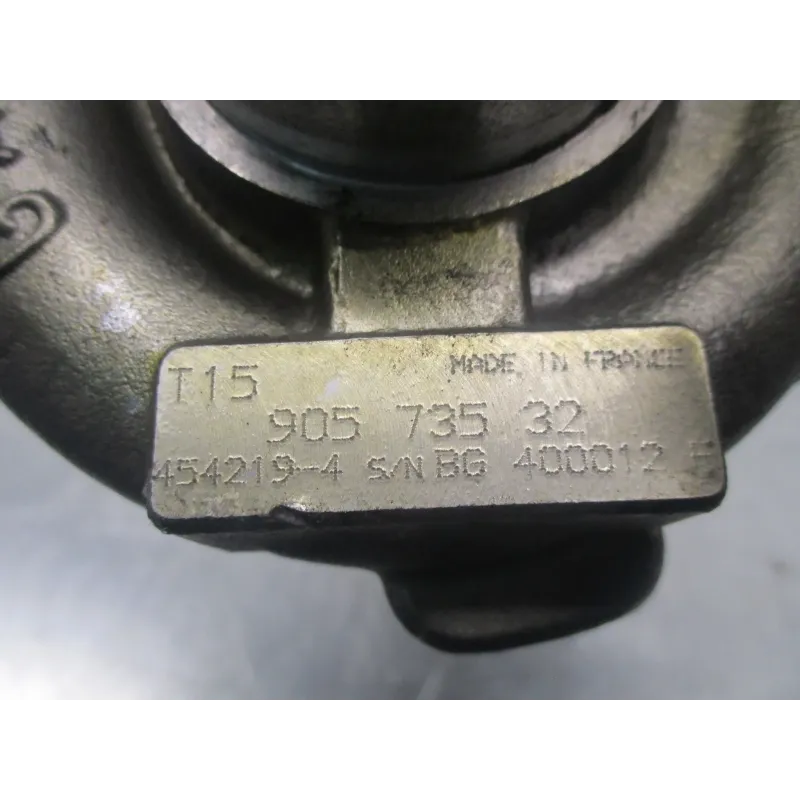 T15 MADE IN FRANCE
905 735 32
454219-4 S/N BG 400012